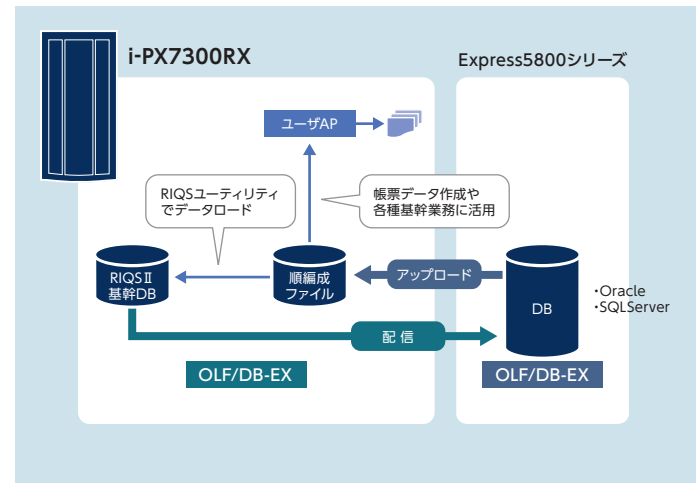 i-PX7300RX
Express5800シリーズ
ユーザAP
RIQSユーティリティ
でデータロード
帳票データ作成や
各種基幹業務に活用
RIQSⅡ
基幹DB
順編成
ファイル
アップロード
DB
・Oracle
・SQLServer
配 信
OLF/DB-EX
OLF/DB-EX